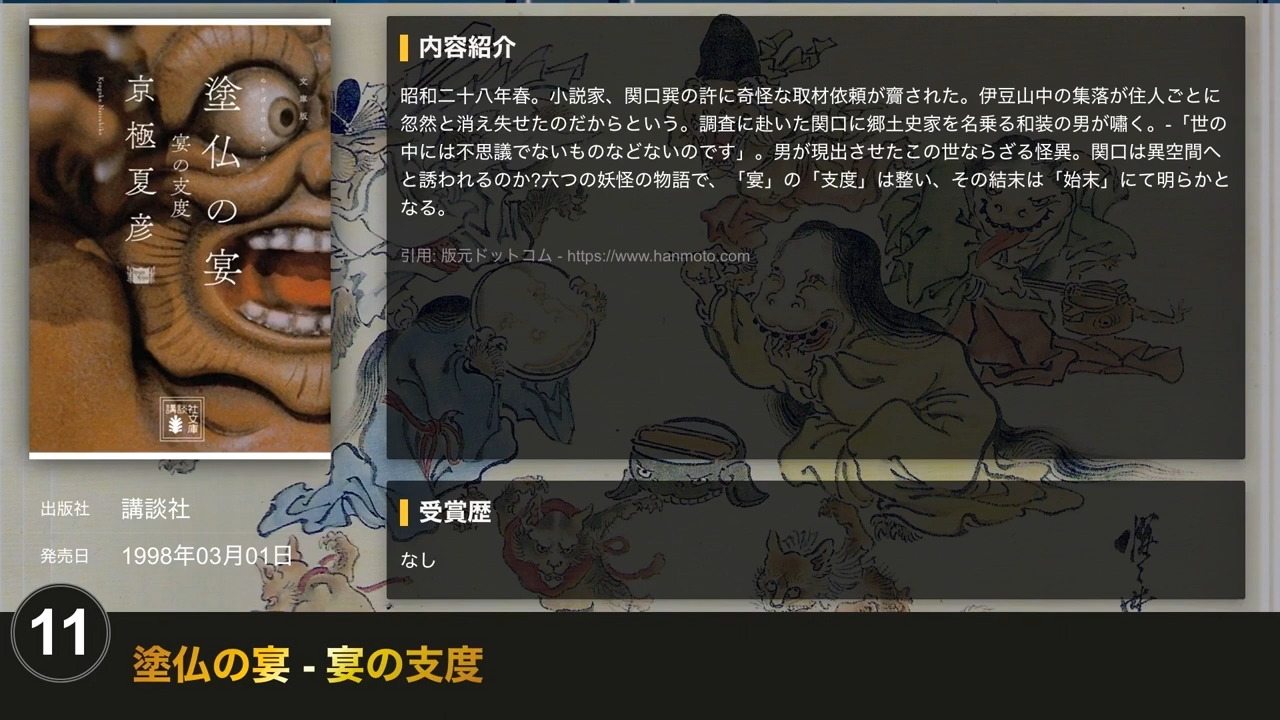 文庫版
塗仏の宴
宴の支度
京極夏彦
Kyogoku Natsuhiko
講談社
文庫
出版社 講談社
発売日 1998年03月01日
内容紹介
昭和二十八年春。小説家、関口巽の許に奇怪な取材依頼が齎された。伊豆山中の集落が住人ごとに
忽然と消え失せたのだからという。調査に赴いた関口に郷土史家を名乗る和装の男が嘯く。-「世の
中には不思議でないものなどないのです」。男が現出させたこの世ならざる怪異。関口は異空間へ
と誘われるのか?六つの妖怪の物語で、「宴」の「支度」は整い、その結末は「始末」にて明らかと
なる。
引用: 版元ドットコム - https://www.hanmoto.com
受賞歴
なし
11
塗仏の宴 - 宴の支度